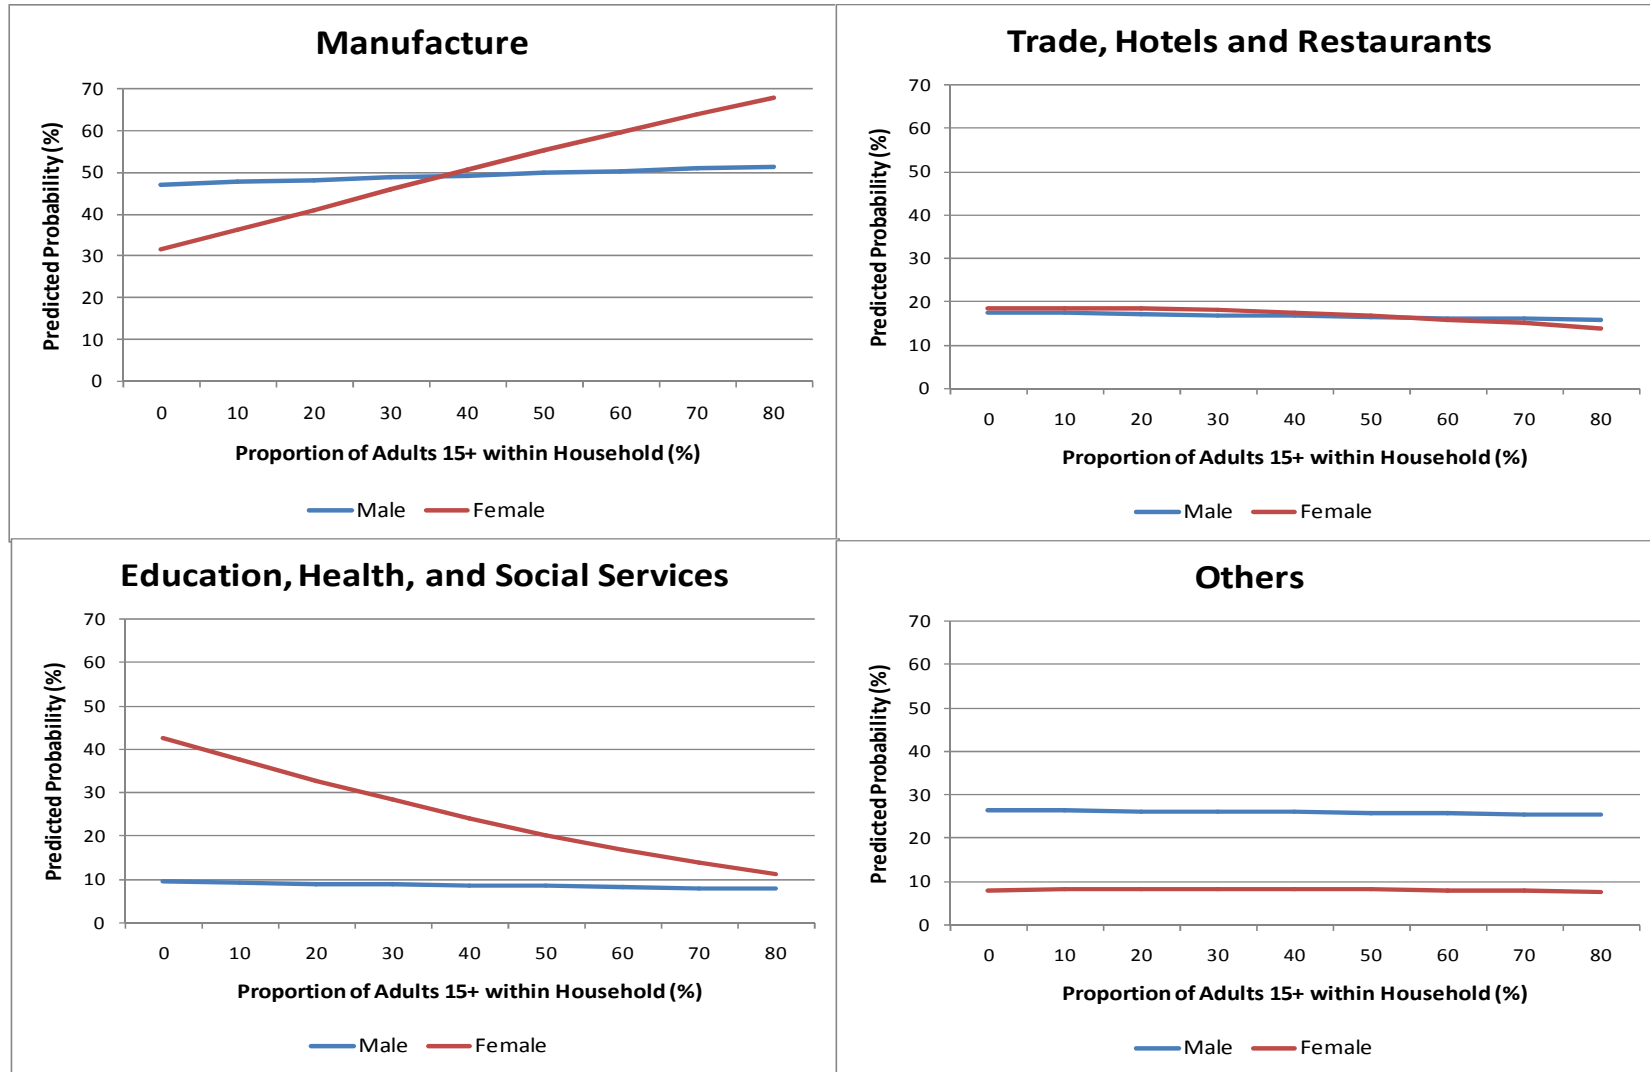 Manufacture
Predicted Probability (%)
70
60
50
40
30
20
10
0
0 10 20 30 40 50 60 70 80
Proportion of Adults 15+ within Household (%)
Male Female
Trade, Hotels and Restaurants
Predicted Probability (%)
70
60
50
40
30
20
10
0
0 10 20 30 40 50 60 70 80
Proportion of Adults 15+ within Household (%)
Male Female
Education, Health, and Social Services
Predicted Probability (%)
70
60
50
40
30
20
10
0
0 10 20 30 40 50 60 70 80
Proportion of Adults 15+ within Household (%)
Male Female
Others
Predicted Probability (%)
70
60
50
40
30
20
10
0
0 10 20 30 40 50 60 70 80
Proportion of Adults 15+ within Household (%)
Male Female